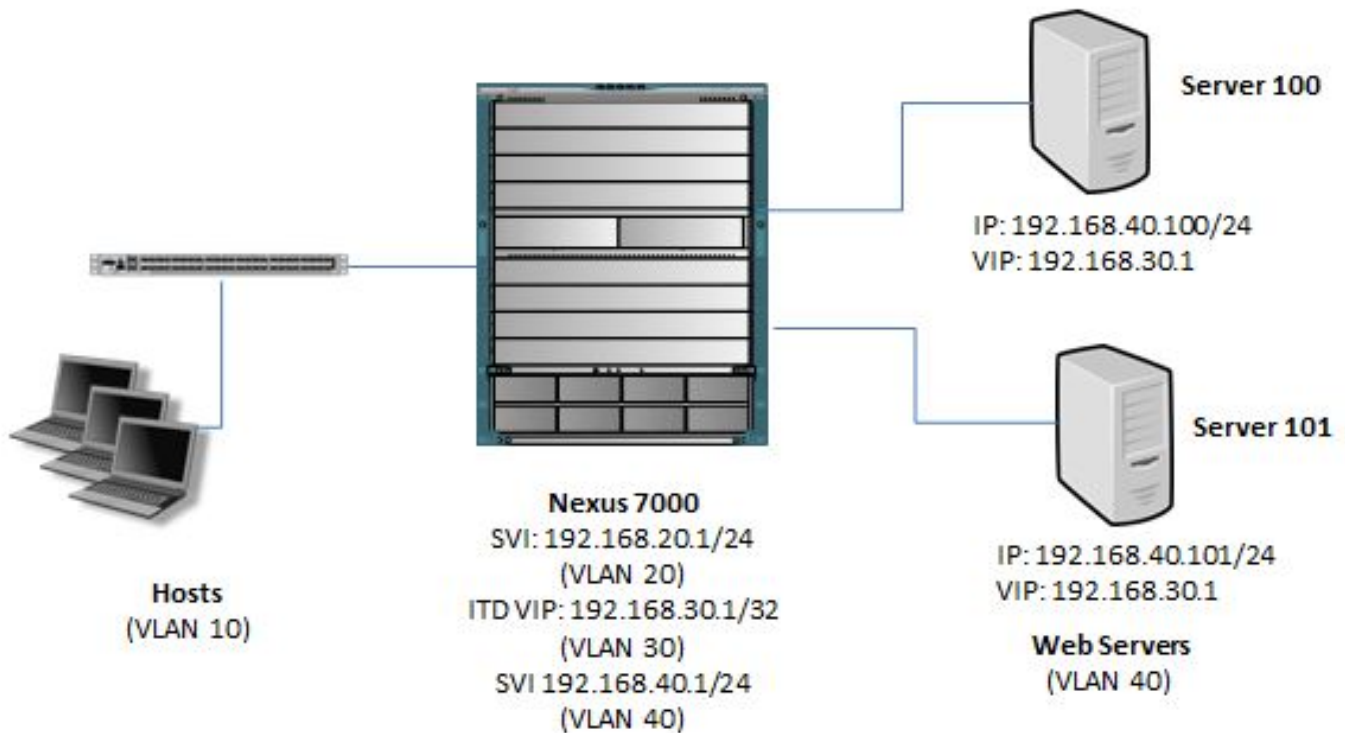 Server 100
IP: 192.168.40.100/24
VIP: 192.168.30.1
Server 101
IP: 192.168.40.101/24
VIP: 192.168.30.1
Web Servers
(VLAN 40)
Nexus 7000
SVI: 192.168.20.1/24
(VLAN 20)
ITD VIP: 192.168.30.1/32
(VLAN 30)
SVI 192.168.40.1/24
(VLAN 40)
Hosts
(VLAN 10)